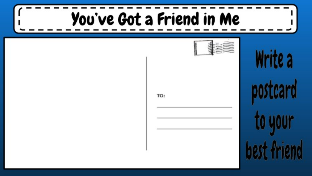 You've Got a Friend in Me
Write a
postcard
to your
best friend
TO: